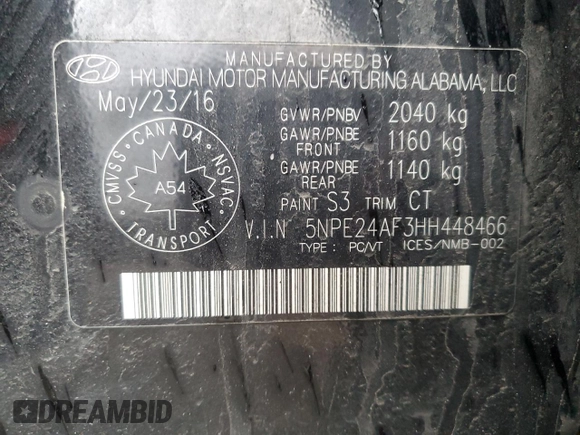 MANUFACTURED BY
HYUNDAI MOTOR MANUFACTURING ALABAMA, LLC
May/23/16
GVWR/PNBV 2040 kg
GAWR/PNBE FRONT 1160 kg
GAWR/PNBE REAR 1140 kg
PAINT S3 TRIM CT
CMVSS · CANADA · NSVAC
A54
TRANSPORT
V.I.N 5NPE24AF3HH448466
TYPE: PC/VT ICES/NMB-002
DREAMBID